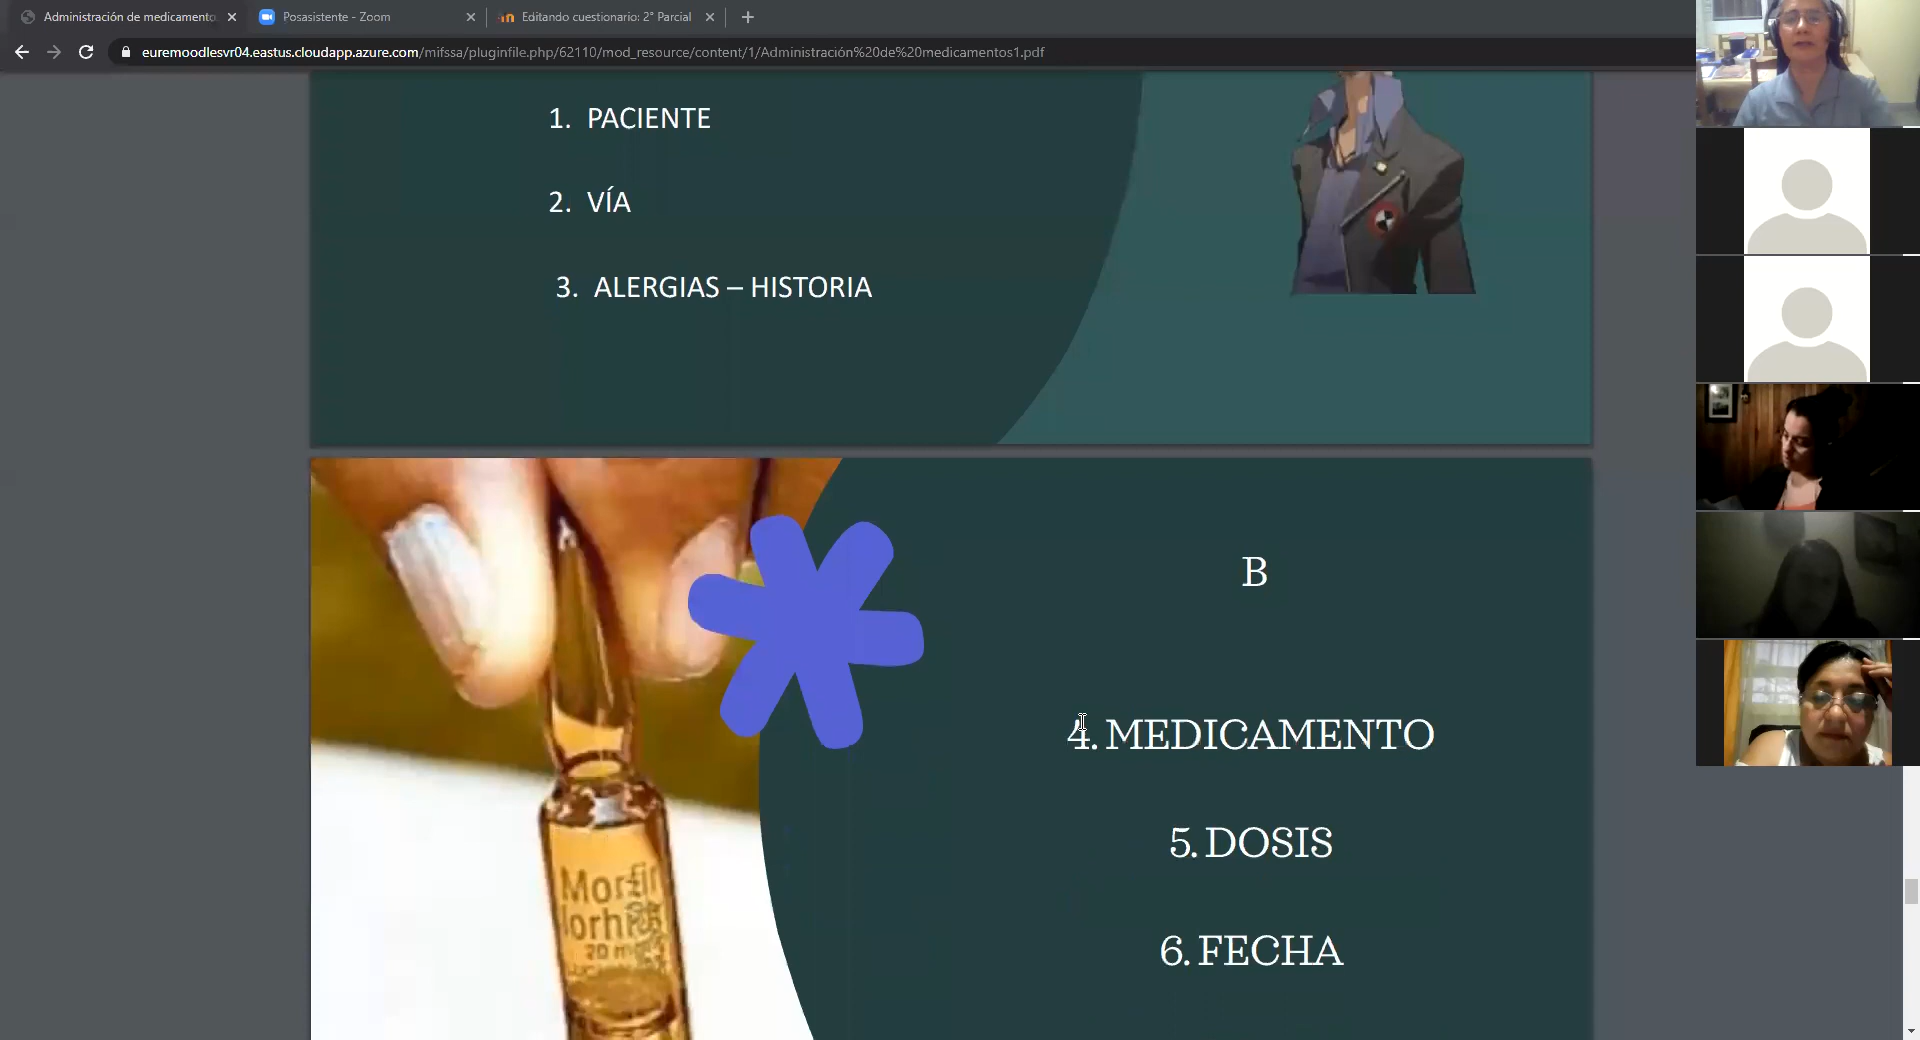 Administración de medicamento
Posasistente - Zoom
Editando cuestionario: 2° Parcial
euremoodlesvr04.eastus.cloudapp.azure.com/mifssa/pluginfile.php/62110/mod_resource/content/1/Administración%20de%20medicamentos1.pdf
1. PACIENTE
2. VÍA
3. ALERGIAS – HISTORIA
B
4. MEDICAMENTO
5. DOSIS
6. FECHA